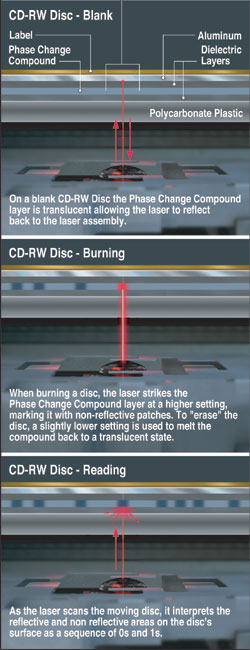 CD-RW Disc - Blank
Label
Phase Change
Compound
Aluminum
Dielectric
Layers
Polycarbonate Plastic
On a blank CD-RW Disc the Phase Change Compound
layer is translucent allowing the laser to reflect
back to the laser assembly.
CD-RW Disc - Burning
When burning a disc, the laser strikes the
Phase Change Compound layer at a higher setting,
marking it with non-reflective patches. To "erase" the
disc, a slightly lower setting is used to melt the
compound back to a translucent state.
CD-RW Disc - Reading
As the laser scans the moving disc, it interprets the
reflective and non reflective areas on the disc's
surface as a sequence of 0s and 1s.